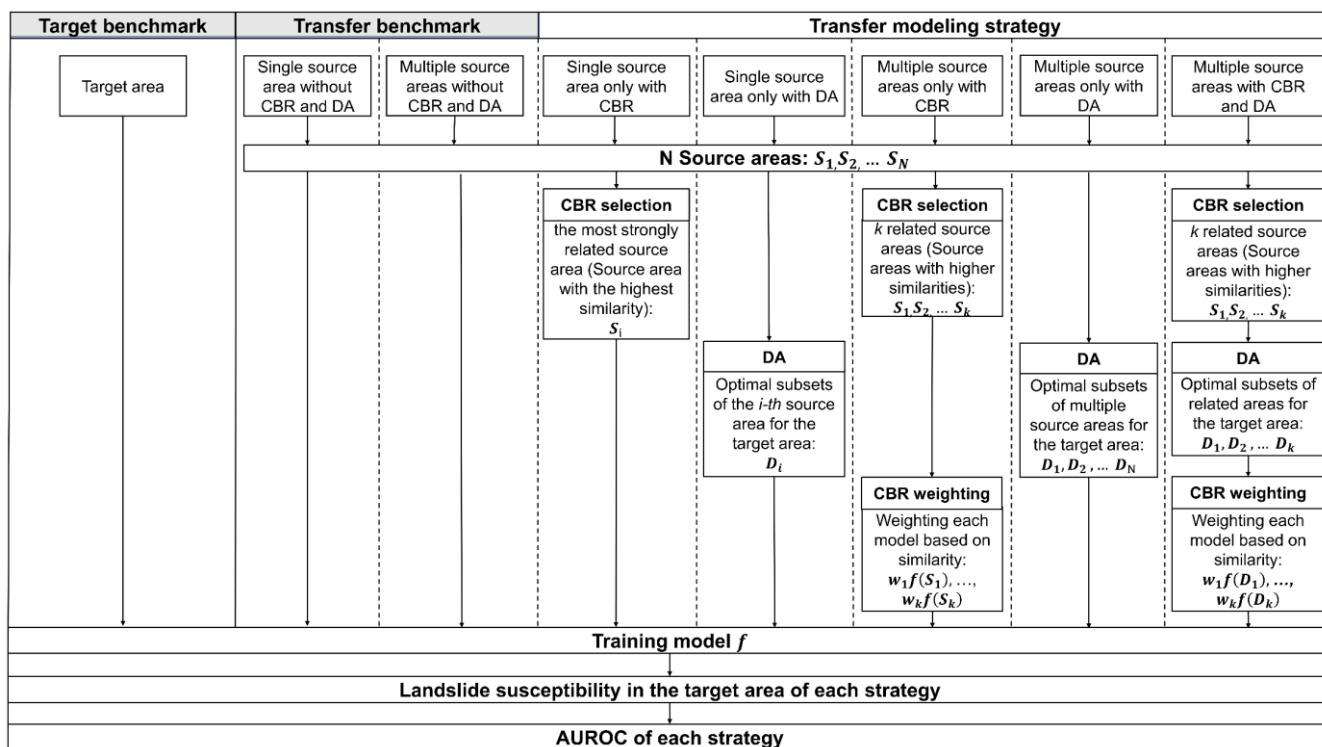 Target benchmark
Transfer benchmark
Transfer modeling strategy
Target area
Single source
area without
CBR and DA
Multiple source
areas without
CBR and DA
Single source
area only with
CBR
Single source
area only with DA
Multiple source
areas only with
CBR
Multiple source
areas only with
DA
Multiple source
areas with CBR
and DA
N Source areas: S₁,S₂, ... S_N
CBR selection
the most strongly
related source
area (Source area
with the highest
similarity):
Sᵢ
DA
Optimal subsets
of the i-th source
area for the
target area:
Dᵢ
CBR selection
k related source
areas (Source
areas with higher
similarities):
S₁,S₂, ... Sₖ
CBR weighting
Weighting each
model based on
similarity:
w₁f(S₁), ...,
wₖf(Sₖ)
DA
Optimal subsets
of multiple
source areas for
the target area:
D₁, D₂ , ... D_N
CBR selection
k related source
areas (Source
areas with higher
similarities):
S₁,S₂, ... Sₖ
DA
Optimal subsets of
related areas for
the target area:
D₁, D₂ , ... Dₖ
CBR weighting
Weighting each
model based on
similarity:
w₁f(D₁), ...,
wₖf(Dₖ)
Training model f
Landslide susceptibility in the target area of each strategy
AUROC of each strategy